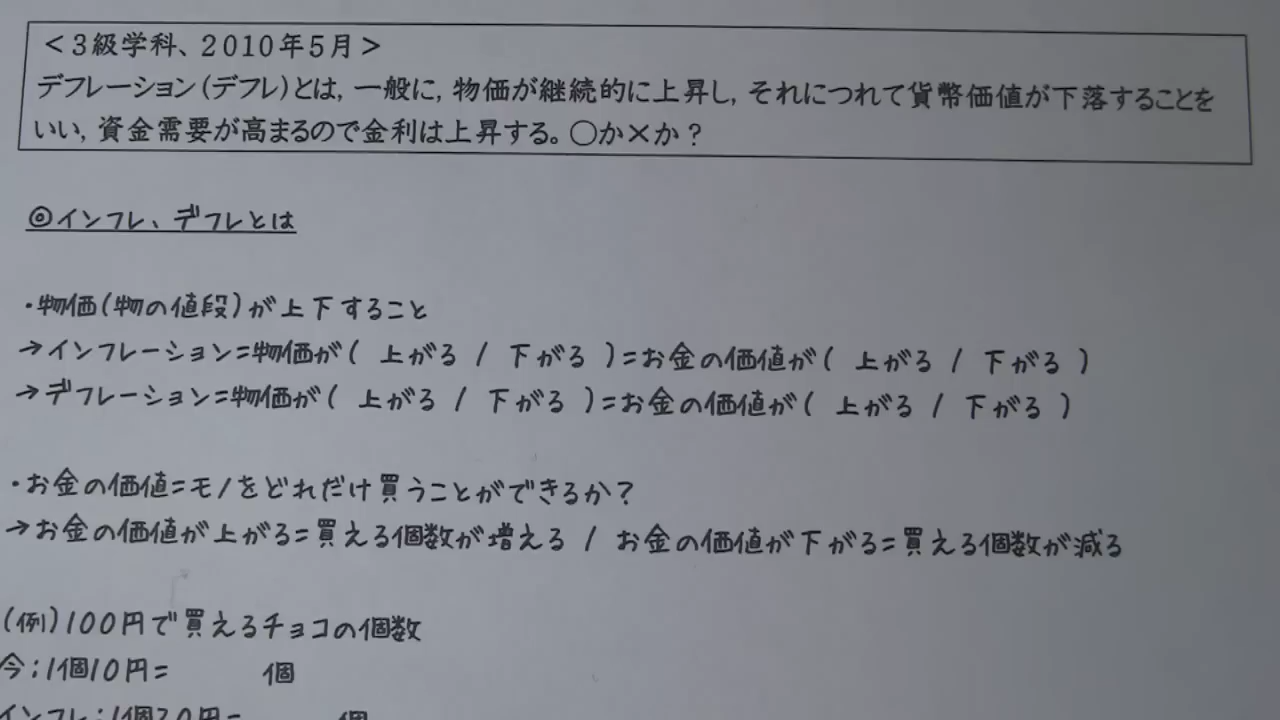 ＜３級学科、２０１０年５月＞
デフレーション（デフレ）とは，一般に，物価が継続的に上昇し，それにつれて貨幣価値が下落することを
いい，資金需要が高まるので金利は上昇する。○か×か？
◎インフレ、デフレとは
・物価(物の値段)が上下すること
→インフレーション=物価が( 上がる / 下がる )=お金の価値が( 上がる / 下がる )
→デフレーション=物価が( 上がる / 下がる )=お金の価値が( 上がる / 下がる )
・お金の価値=モノをどれだけ買うことができるか?
→お金の価値が上がる=買える個数が増える / お金の価値が下がる=買える個数が減る
(例)100円で買えるチョコの個数
今:1個10円= 個
インフレ:1個20円= 個